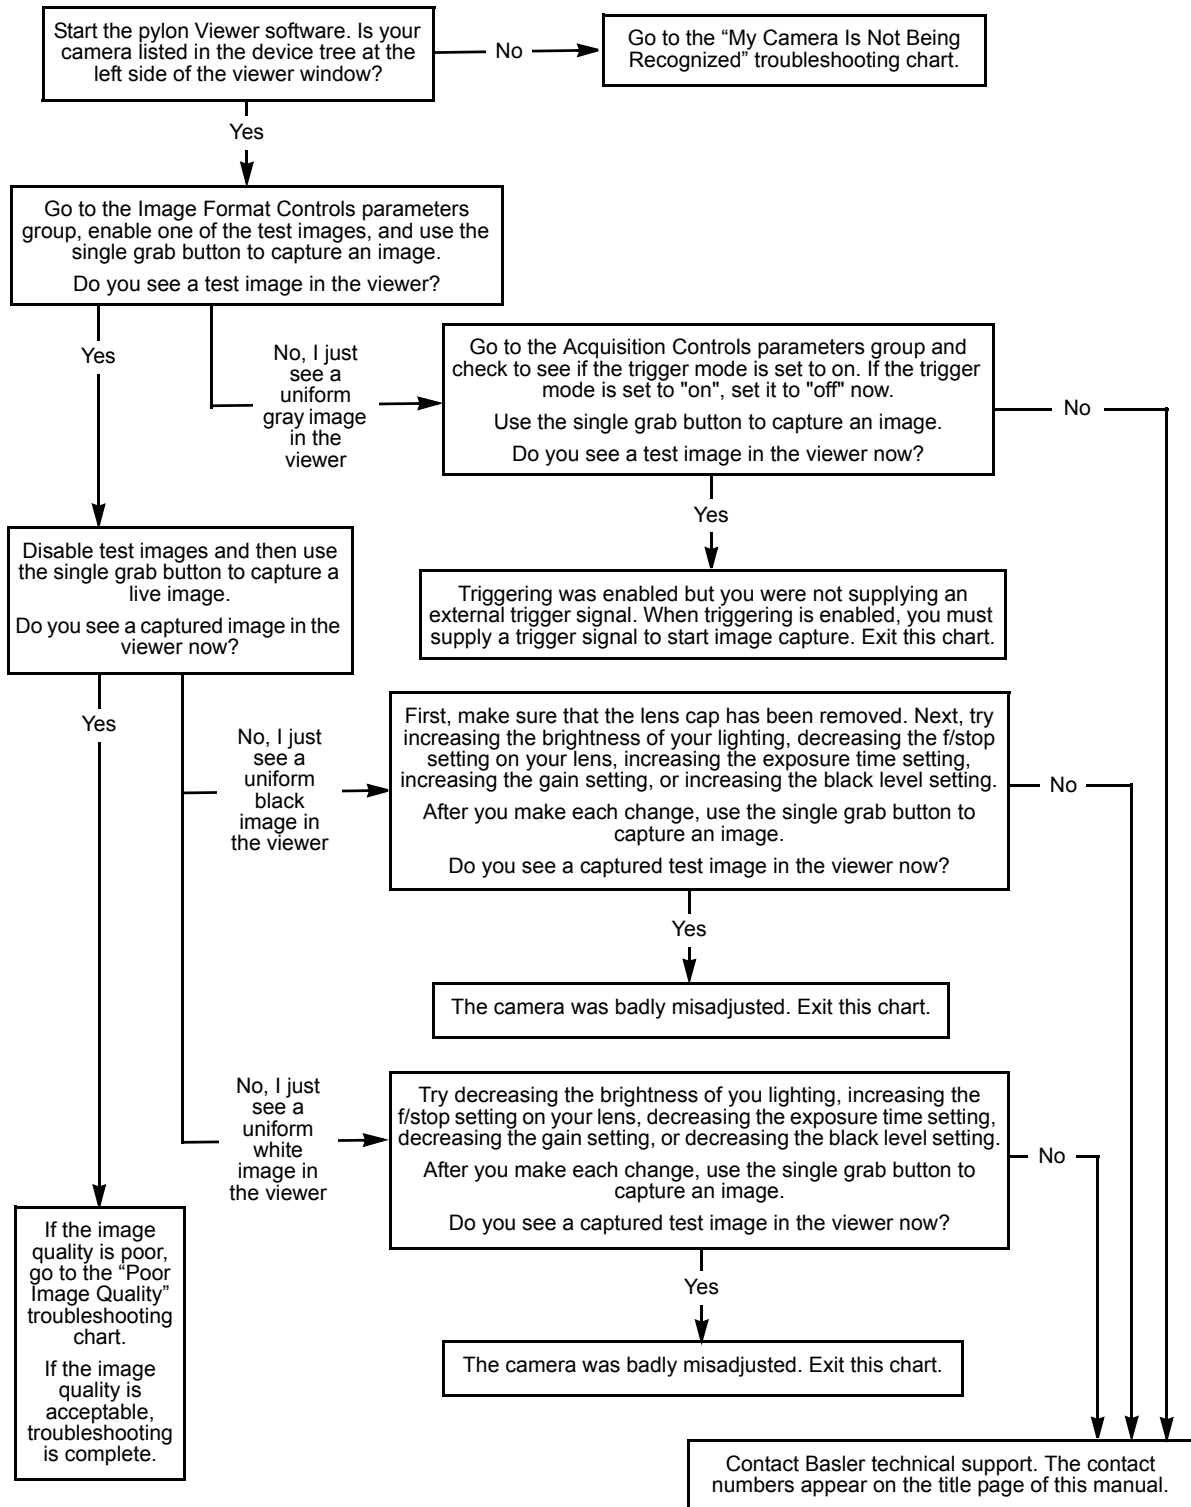 Start the pylon Viewer software. Is your
camera listed in the device tree at the
left side of the viewer window?
No
Go to the “My Camera Is Not Being
Recognized” troubleshooting chart.
Yes
Go to the Image Format Controls parameters
group, enable one of the test images, and use the
single grab button to capture an image.
Do you see a test image in the viewer?
Yes
No, I just
see a
uniform
gray image
in the
viewer
Go to the Acquisition Controls parameters group and
check to see if the trigger mode is set to on. If the trigger
mode is set to "on", set it to "off" now.
Use the single grab button to capture an image.
Do you see a test image in the viewer now?
No
Yes
Triggering was enabled but you were not supplying an
external trigger signal. When triggering is enabled, you must
supply a trigger signal to start image capture. Exit this chart.
Disable test images and then use
the single grab button to capture a
live image.
Do you see a captured image in the
viewer now?
Yes
No, I just
see a
uniform
black
image in
the viewer
First, make sure that the lens cap has been removed. Next, try
increasing the brightness of your lighting, decreasing the f/stop
setting on your lens, increasing the exposure time setting,
increasing the gain setting, or increasing the black level setting.
After you make each change, use the single grab button to
capture an image.
Do you see a captured test image in the viewer now?
No
Yes
The camera was badly misadjusted. Exit this chart.
No, I just
see a
uniform
white
image in
the viewer
Try decreasing the brightness of you lighting, increasing the
f/stop setting on your lens, decreasing the exposure time setting,
decreasing the gain setting, or decreasing the black level setting.
After you make each change, use the single grab button to
capture an image.
Do you see a captured test image in the viewer now?
No
Yes
The camera was badly misadjusted. Exit this chart.
If the image
quality is poor,
go to the “Poor
Image Quality”
troubleshooting
chart.
If the image
quality is
acceptable,
troubleshooting
is complete.
Contact Basler technical support. The contact
numbers appear on the title page of this manual.